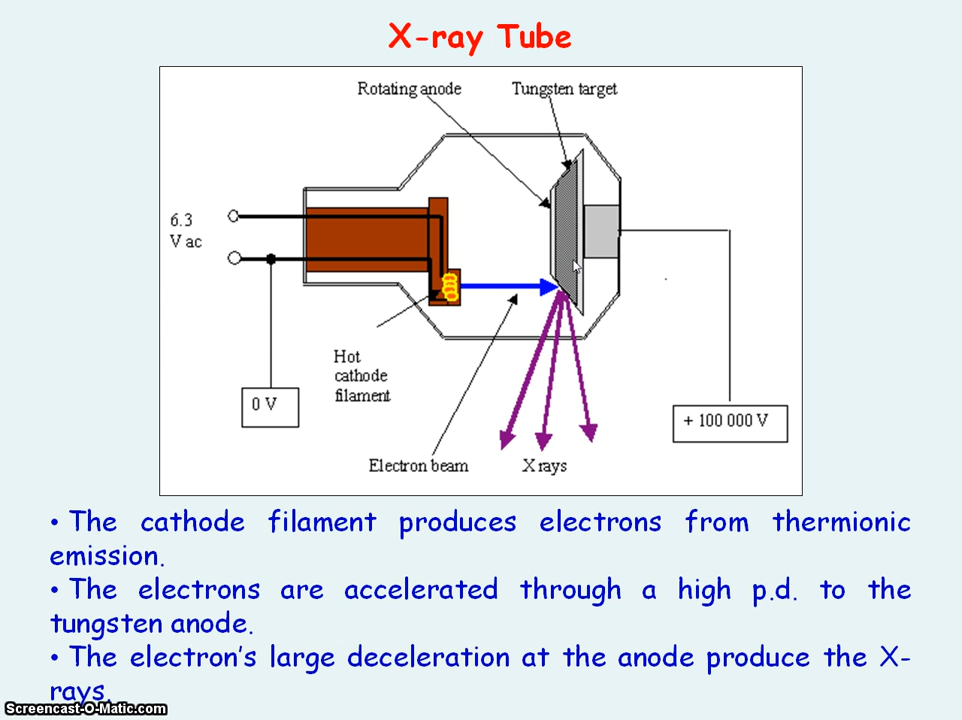 X-ray Tube
Rotating anode
Tungsten target
6.3
V ac
Hot
cathode
filament
0 V
+ 100 000 V
Electron beam
X rays
• The cathode filament produces electrons from thermionic
emission.
• The electrons are accelerated through a high p.d. to the
tungsten anode.
• The electron's large deceleration at the anode produce the X-
rays.
Screencast-O-Matic.com